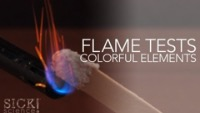 FLAME TESTS
COLORFUL ELEMENTS
SICK
science